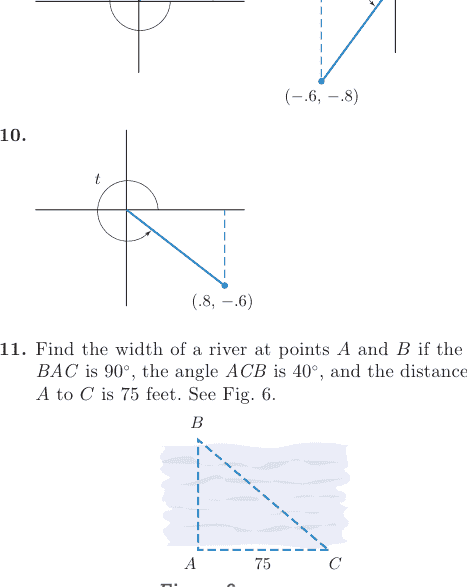 (−.6, −.8)
10.
t
(.8, −.6)
11. Find the width of a river at points A and B if the
BAC is 90°, the angle ACB is 40°, and the distance
A to C is 75 feet. See Fig. 6.
B
A 75 C